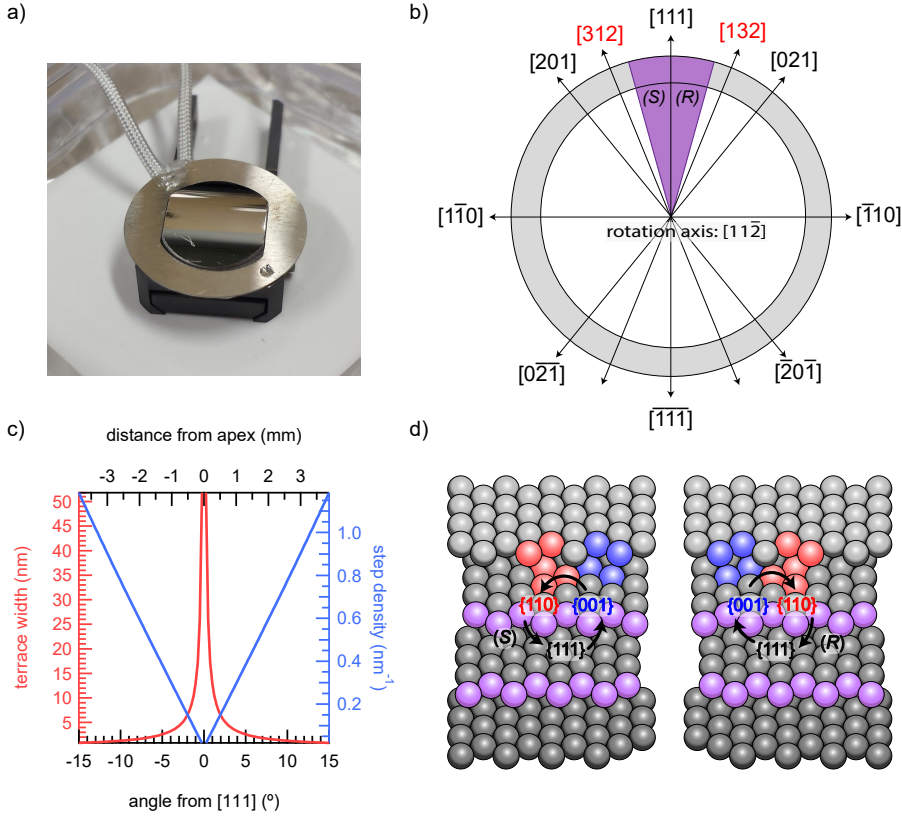 a)
b)
[111]
[312]
[132]
[201]
[021]
(S)
(R)
[11̅0]
[1̅10]
rotation axis: [112̅]
[02̅1̅]
[2̅01̅]
[1̅1̅1̅]
c)
distance from apex (mm)
-3 -2 -1 0 1 2 3
50
45
40
35
30
25
20
15
10
5
terrace width (nm)
1.0
0.8
0.6
0.4
0.2
step density (nm⁻¹)
-15 -10 -5 0 5 10 15
angle from [111] (º)
d)
{110} {001}
(S)
{111}
{001} {110}
{111}
(R)